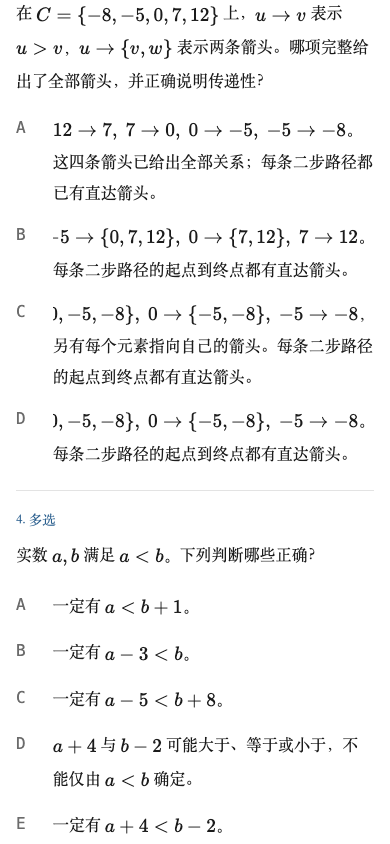 在 C = {−8, −5, 0, 7, 12} 上，u → v 表示
u > v，u → {v, w} 表示两条箭头。哪项完整给
出了全部箭头，并正确说明传递性？
A 12 → 7, 7 → 0, 0 → −5, −5 → −8。
这四条箭头已给出全部关系；每条二步路径都
已有直达箭头。
B -5 → {0, 7, 12}, 0 → {7, 12}, 7 → 12。
每条二步路径的起点到终点都有直达箭头。
C ), −5, −8}, 0 → {−5, −8}, −5 → −8，
另有每个元素指向自己的箭头。每条二步路径
的起点到终点都有直达箭头。
D ), −5, −8}, 0 → {−5, −8}, −5 → −8。
每条二步路径的起点到终点都有直达箭头。
4. 多选
实数 a, b 满足 a < b。下列判断哪些正确？
A 一定有 a < b + 1。
B 一定有 a − 3 < b。
C 一定有 a − 5 < b + 8。
D a + 4 与 b − 2 可能大于、等于或小于，不
能仅由 a < b 确定。
E 一定有 a + 4 < b − 2。